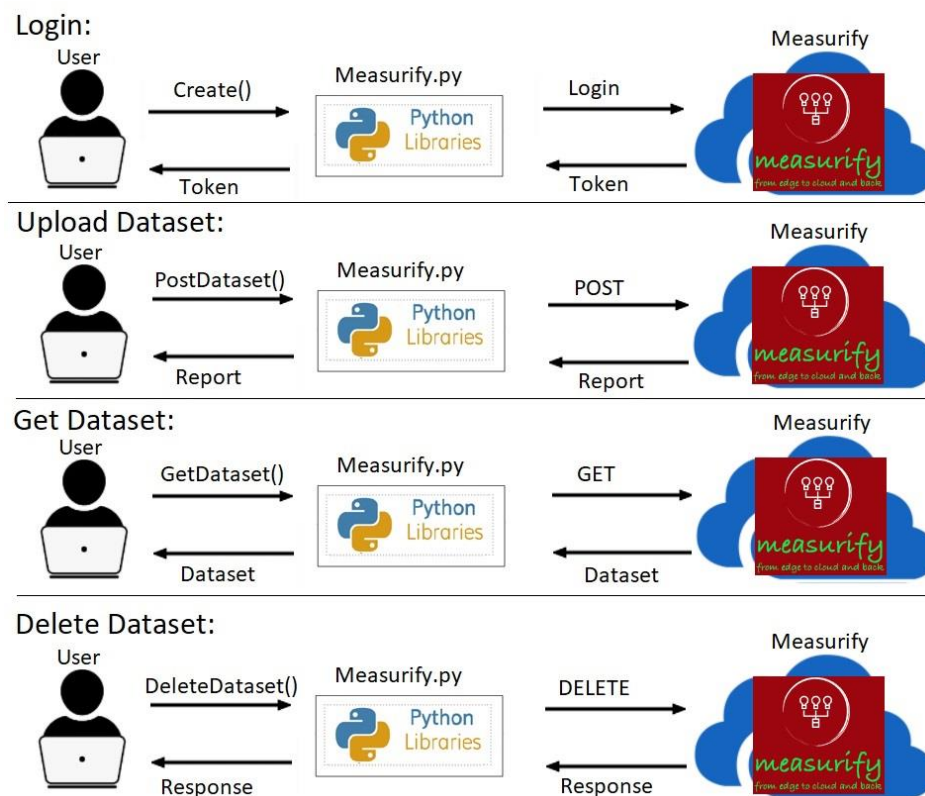 Login:
User
Measurify.py
Measurify
Create()
Login
Python
Libraries
Token
Token
measurify
from edge to cloud and back
Upload Dataset:
User
Measurify.py
Measurify
PostDataset()
POST
Python
Libraries
Report
Report
measurify
from edge to cloud and back
Get Dataset:
User
Measurify.py
Measurify
GetDataset()
GET
Python
Libraries
Dataset
Dataset
measurify
from edge to cloud and back
Delete Dataset:
User
Measurify.py
Measurify
DeleteDataset()
DELETE
Python
Libraries
Response
Response
measurify
from edge to cloud and back